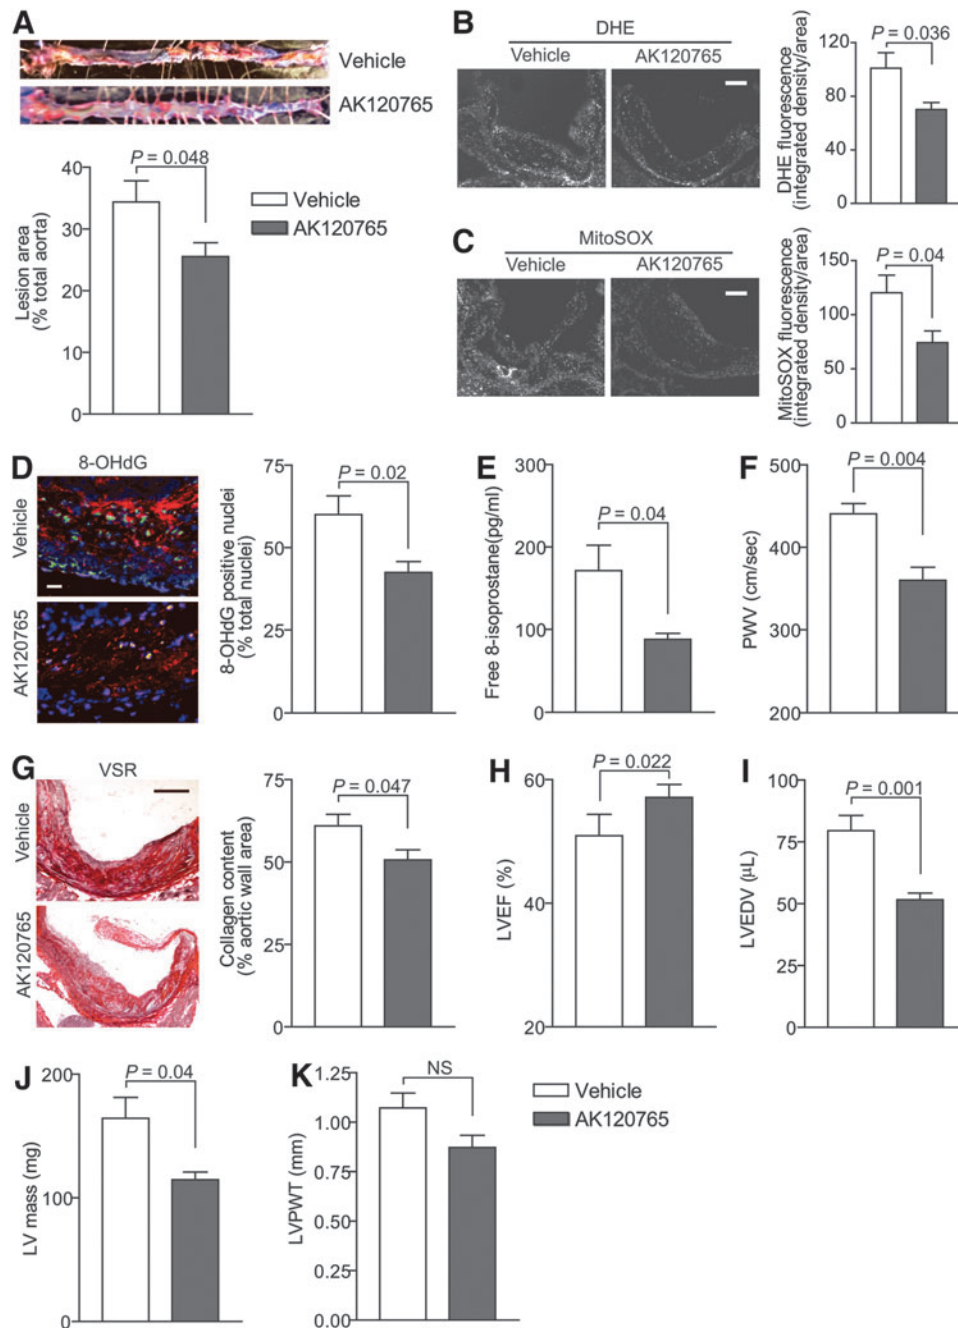 A
Vehicle
AK120765
P = 0.048
40
30
20
10
0
Lesion area
(% total aorta)
Vehicle
AK120765
B
DHE
Vehicle
AK120765
P = 0.036
120
80
40
0
DHE fluorescence
(integrated density/area)
C
MitoSOX
Vehicle
AK120765
P = 0.04
150
100
50
0
MitoSOX fluorescence
(integrated density/area)
D
8-OHdG
Vehicle
AK120765
P = 0.02
75
50
25
0
8-OHdG positive nuclei
(% total nuclei)
E
P = 0.04
300
200
100
0
Free 8-isoprostane(pg/ml)
F
P = 0.004
500
400
300
200
PWV (cm/sec)
G
VSR
Vehicle
AK120765
P = 0.047
75
50
25
0
Collagen content
(% aortic wall area)
H
P = 0.022
60
40
20
LVEF (%)
I
P = 0.001
75
50
25
0
LVEDV (µL)
J
P = 0.04
200
100
0
LV mass (mg)
K
NS
1.25
1.00
0.75
0.50
0.25
0.00
LVPWT (mm)
Vehicle
AK120765